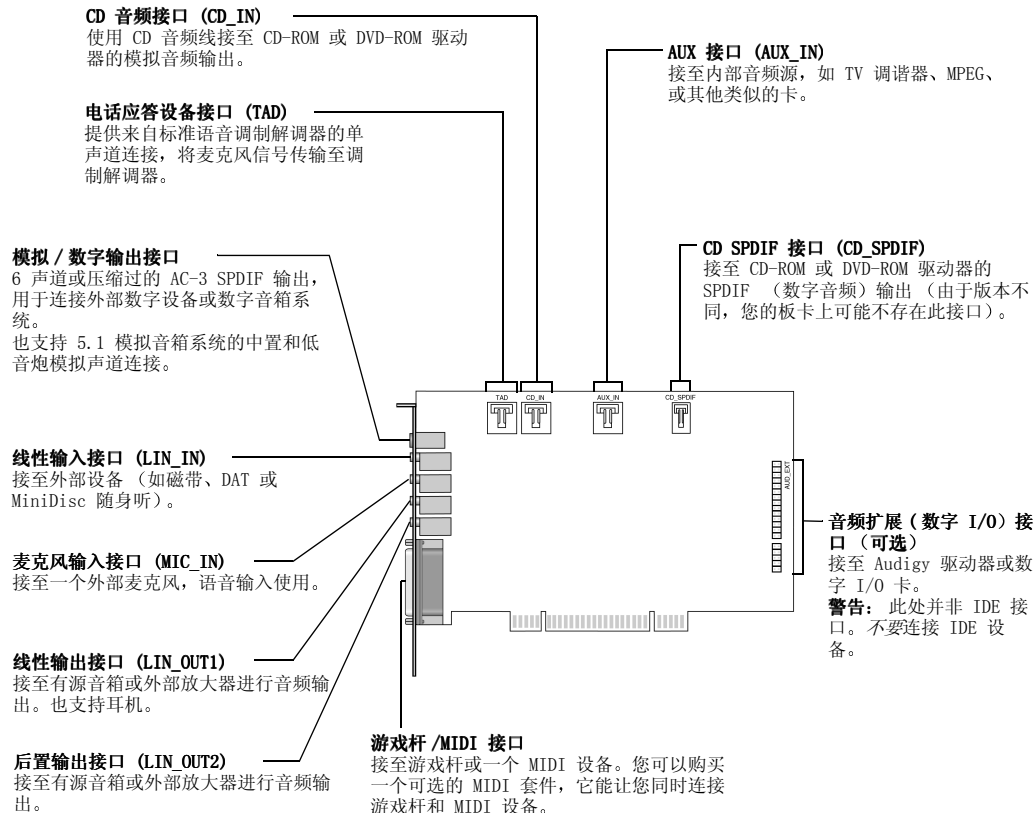 CD 音频接口 (CD_IN)
使用 CD 音频线接至 CD-ROM 或 DVD-ROM 驱动
器的模拟音频输出。
AUX 接口 (AUX_IN)
接至内部音频源，如 TV 调谐器、MPEG、
或其他类似的卡。
电话应答设备接口 (TAD)
提供来自标准语音调制解调器的单
声道连接，将麦克风信号传输至调
制解调器。
模拟 / 数字输出接口
6 声道或压缩过的 AC-3 SPDIF 输出，
用于连接外部数字设备或数字音箱系
统。
也支持 5.1 模拟音箱系统的中置和低
音炮模拟声道连接。
CD SPDIF 接口 (CD_SPDIF)
接至 CD-ROM 或 DVD-ROM 驱动器的
SPDIF （数字音频）输出 （由于版本不
同，您的板卡上可能不存在此接口）。
TAD
CD_IN
AUX_IN
CD_SPDIF
AUD_EXT
线性输入接口 (LIN_IN)
接至外部设备 （如磁带、DAT 或
MiniDisc 随身听）。
麦克风输入接口 (MIC_IN)
接至一个外部麦克风，语音输入使用。
音频扩展 ( 数字 I/O) 接
口 （可选）
接至 Audigy 驱动器或数
字 I/O 卡。
警告： 此处并非 IDE 接
口。不要连接 IDE 设
备。
线性输出接口 (LIN_OUT1)
接至有源音箱或外部放大器进行音频输
出。也支持耳机。
后置输出接口 (LIN_OUT2)
接至有源音箱或外部放大器进行音频输
出。
游戏杆 /MIDI 接口
接至游戏杆或一个 MIDI 设备。您可以购买
一个可选的 MIDI 套件，它能让您同时连接
游戏杆和 MIDI 设备。